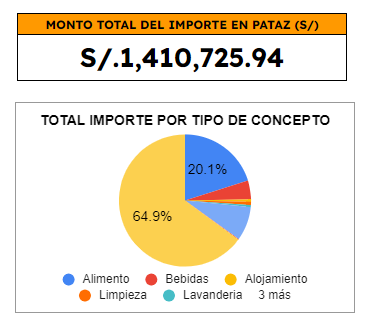 MONTO TOTAL DEL IMPORTE EN PATAZ (S/)
S/.1,410,725.94
TOTAL IMPORTE POR TIPO DE CONCEPTO
20.1%
64.9%
Alimento Bebidas Alojamiento
Limpieza Lavanderia 3 más